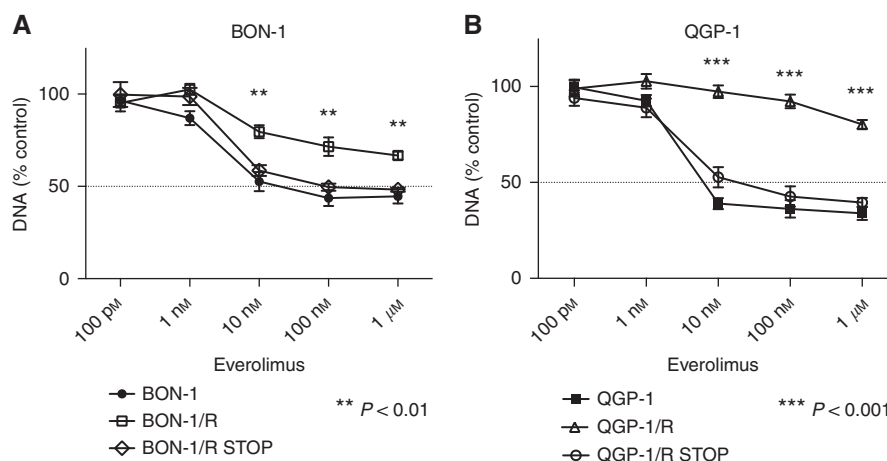 A
BON-1
DNA (% control)
100
50
0
**
**
**
100 pM
1 nM
10 nM
100 nM
1 µM
Everolimus
BON-1
BON-1/R
BON-1/R STOP
** P < 0.01
B
QGP-1
DNA (% control)
100
50
0
***
***
***
100 pM
1 nM
10 nM
100 nM
1 µM
Everolimus
QGP-1
QGP-1/R
QGP-1/R STOP
*** P < 0.001